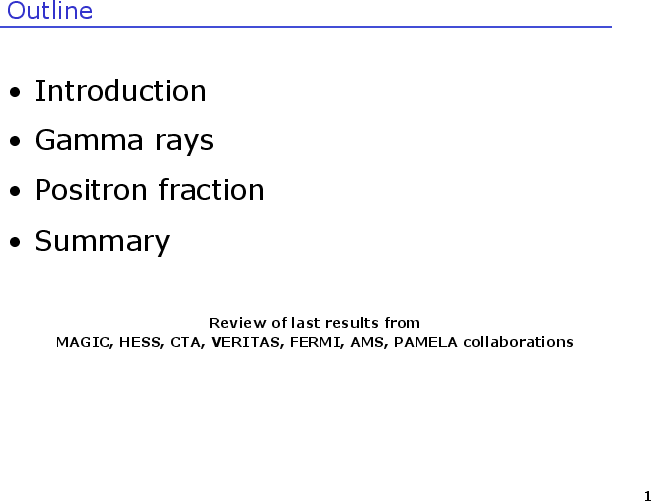 Outline
• Introduction
• Gamma rays
• Positron fraction
• Summary
Review of last results from
MAGIC, HESS, CTA, VERITAS, FERMI, AMS, PAMELA collaborations
1